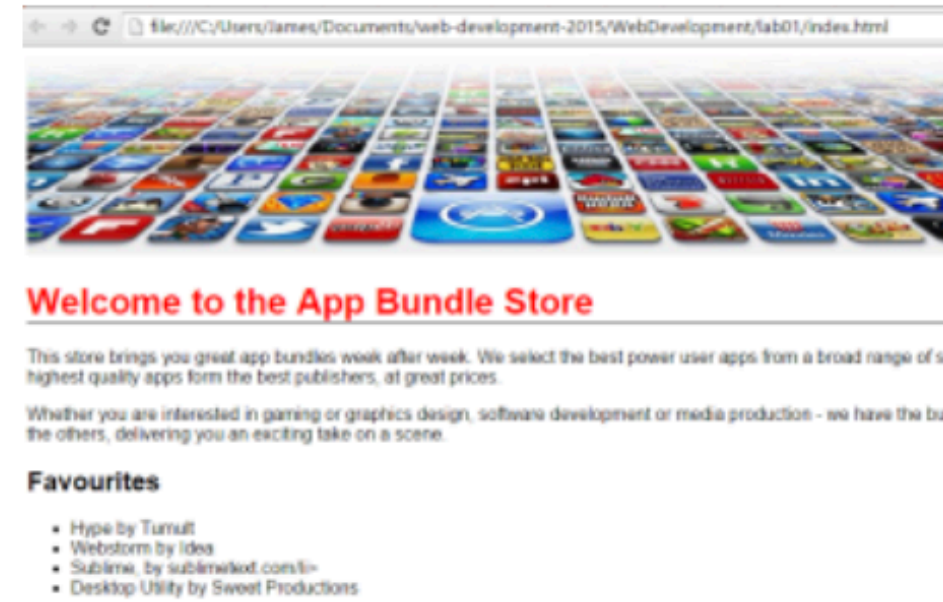 file:///C:/Users/James/Documents/web-development-2015/WebDevelopment/lab01/index.html
Welcome to the App Bundle Store
This store brings you great app bundles week after week. We select the best power user apps from a broad range of s
highest quality apps form the best publishers, at great prices.
Whether you are interested in gaming or graphics design, software development or media production - we have the bu
the others, delivering you an exciting take on a scene.
Favourites
Hype by Tumult
Webstorm by Idea
Sublime, by sublimetext.com/li>
Desktop Utility by Sweet Productions